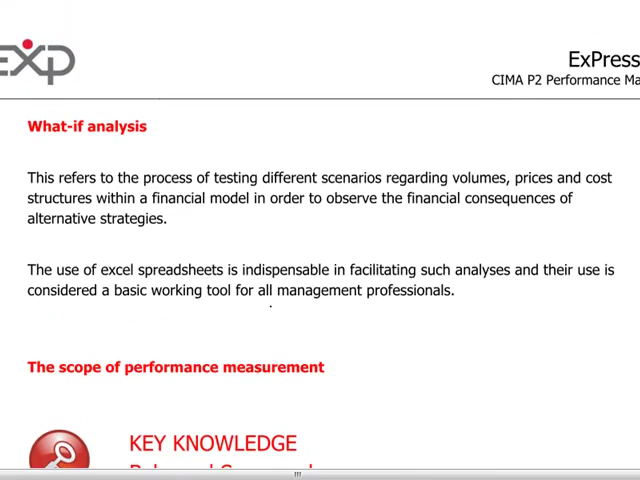 EXP
ExPress
CIMA P2 Performance Ma
What-if analysis
This refers to the process of testing different scenarios regarding volumes, prices and cost
structures within a financial model in order to observe the financial consequences of
alternative strategies.
The use of excel spreadsheets is indispensable in facilitating such analyses and their use is
considered a basic working tool for all management professionals.
The scope of performance measurement
KEY KNOWLEDGE